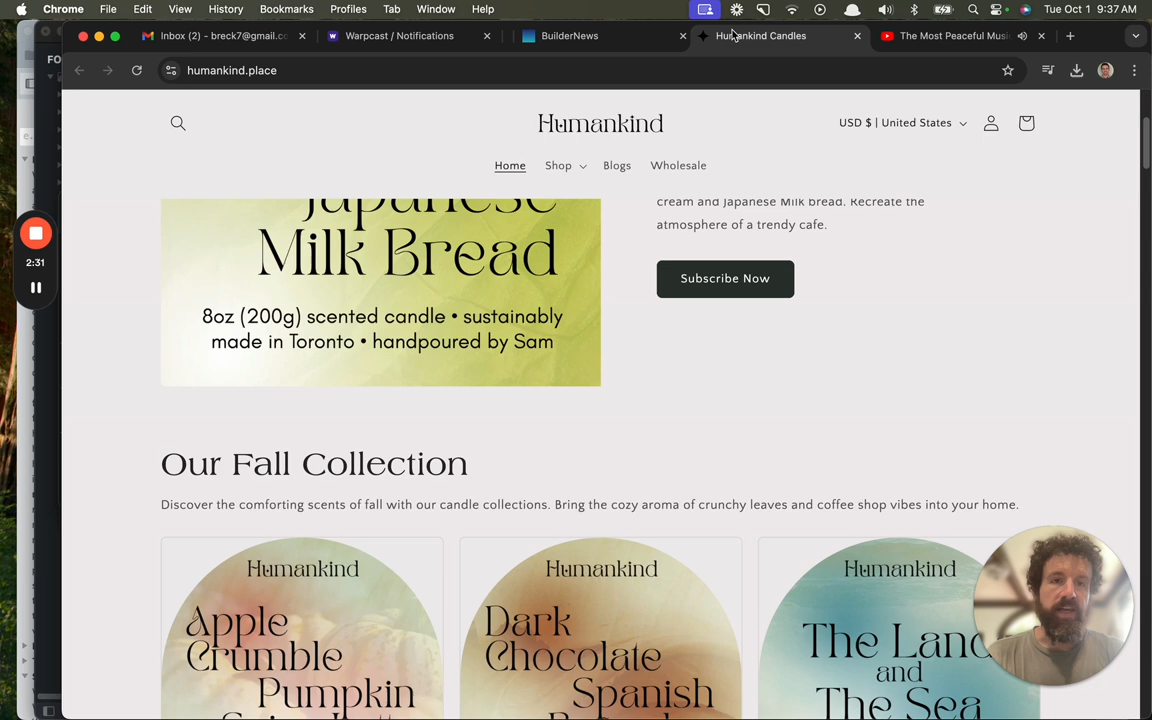 Chrome File Edit View History Bookmarks Profiles Tab Window Help Tue Oct 1 9:37 AM
Inbox (2) - breck7@gmail.co Warpcast / Notifications BuilderNews Humankind Candles The Most Peaceful Musi
humankind.place
Humankind
USD $ | United States
Home Shop Blogs Wholesale
Japanese
Milk Bread
8oz (200g) scented candle • sustainably
made in Toronto • handpoured by Sam
cream and Japanese Milk bread. Recreate the
atmosphere of a trendy cafe.
Subscribe Now
2:31
Our Fall Collection
Discover the comforting scents of fall with our candle collections. Bring the cozy aroma of crunchy leaves and coffee shop vibes into your home.
Humankind
Apple
Crumble
Pumpkin
Humankind
Dark
Chocolate
Spanish
Humankind
The Land
and
The Sea